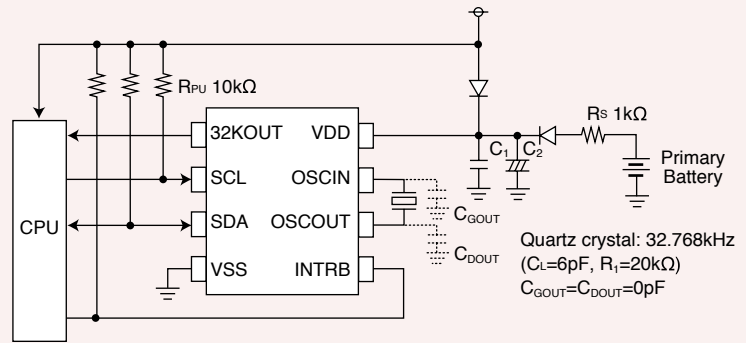 RPU 10kΩ
RS 1kΩ
32KOUT
VDD
C1
C2
Primary
Battery
SCL
OSCIN
CPU
CGOUT
SDA
OSCOUT
CDOUT
VSS
INTRB
Quartz crystal: 32.768kHz
(CL=6pF, R1=20kΩ)
CGOUT=CDOUT=0pF